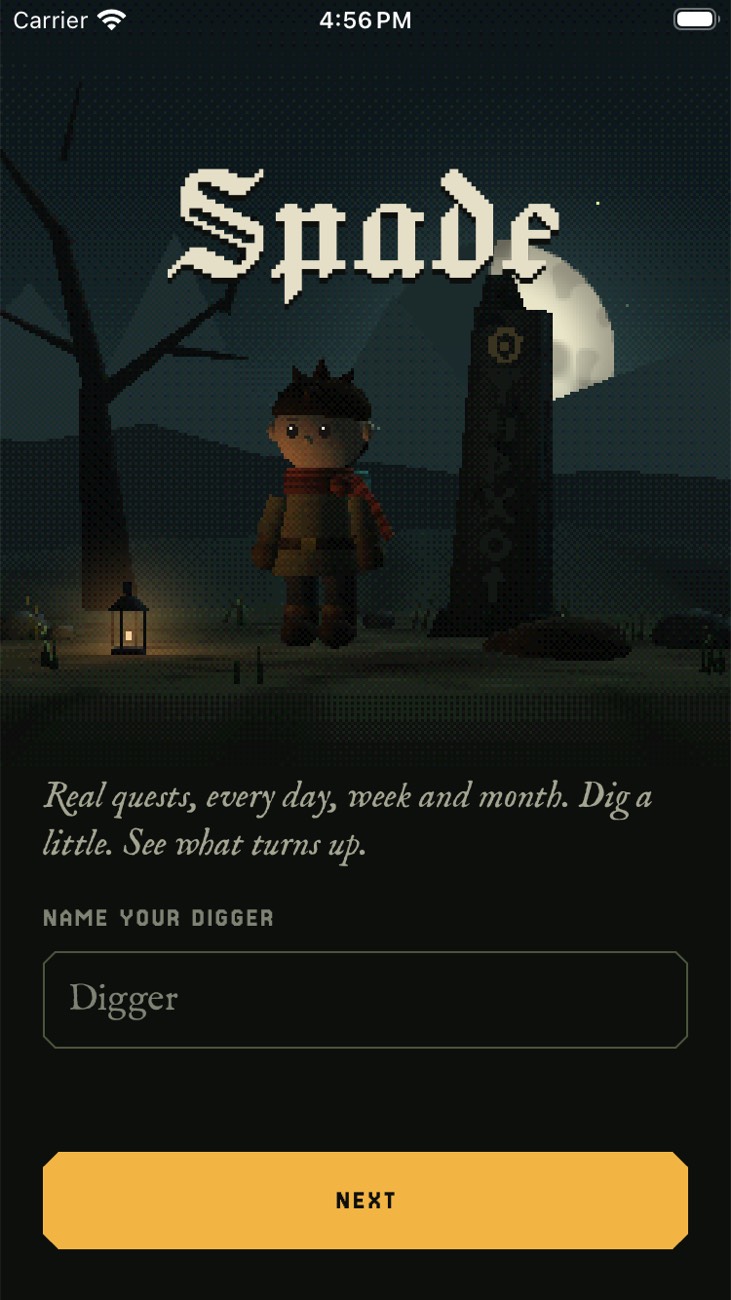 Carrier 4:56 PM
Spade
Real quests, every day, week and month. Dig a
little. See what turns up.
NAME YOUR DIGGER
Digger
NEXT